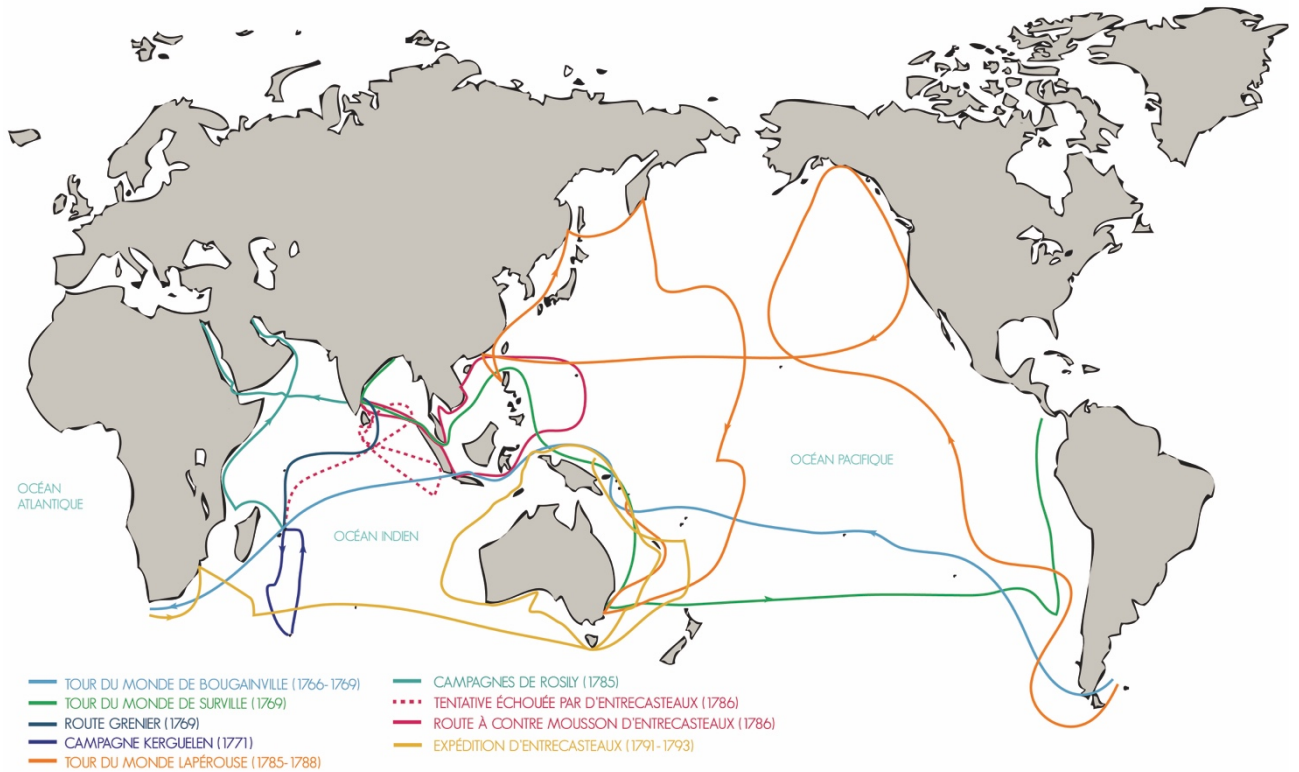 OCÉAN
ATLANTIQUE
OCÉAN INDIEN
OCÉAN PACIFIQUE
TOUR DU MONDE DE BOUGAINVILLE (1766-1769)
TOUR DU MONDE DE SURVILLE (1769)
ROUTE GRENIER (1769)
CAMPAGNE KERGUELEN (1771)
TOUR DU MONDE LAPÉROUSE (1785-1788)
CAMPAGNES DE ROSILY (1785)
TENTATIVE ÉCHOUÉE PAR D'ENTRECASTEAUX (1786)
ROUTE À CONTRE MOUSSON D'ENTRECASTEAUX (1786)
EXPÉDITION D'ENTRECASTEAUX (1791-1793)